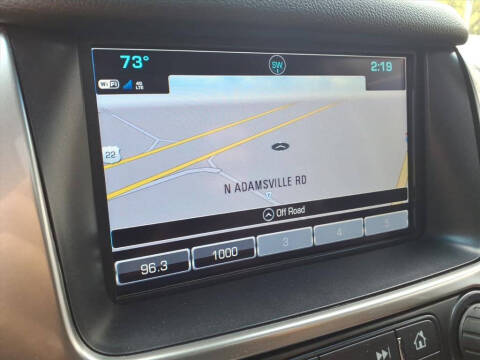 73° SW 2:19
Wi Fi 4G LTE
22
N ADAMSVILLE RD
Off Road
96.3 1000 3 4 5